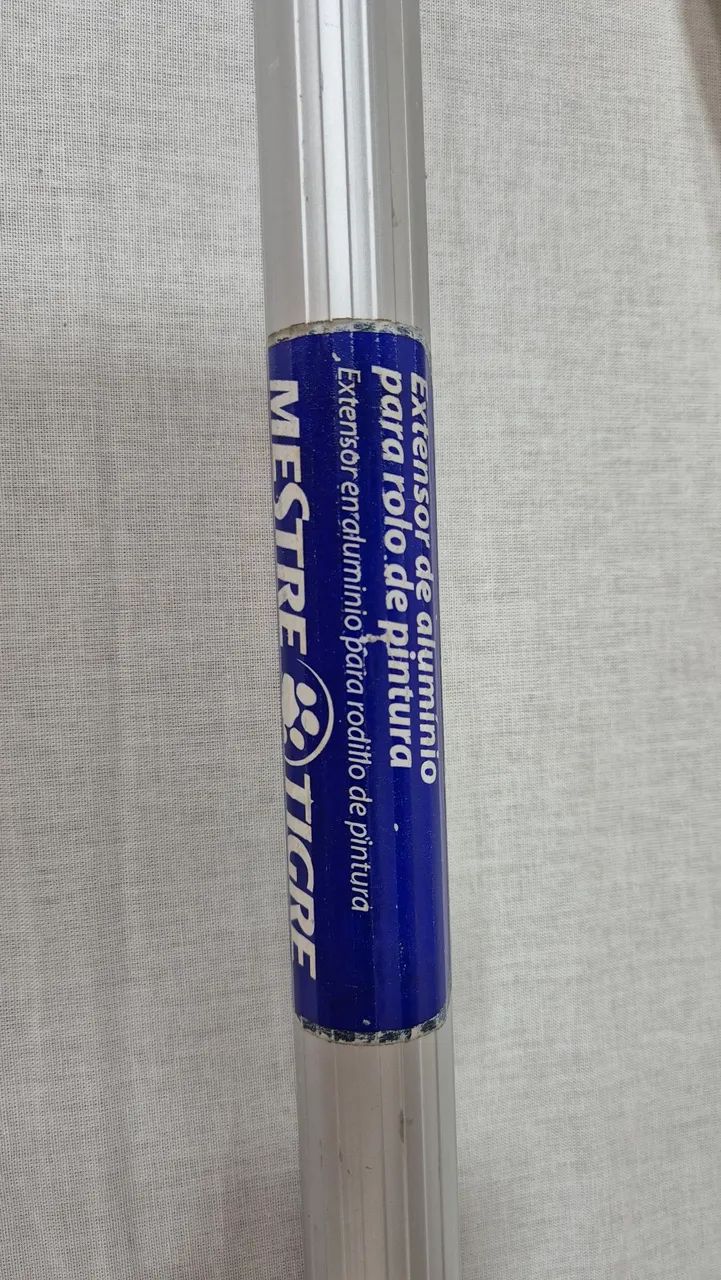 Extensor de alumínio
para rolo de pintura
Extensor en aluminio para rodillo de pintura
MESTRE TIGRE